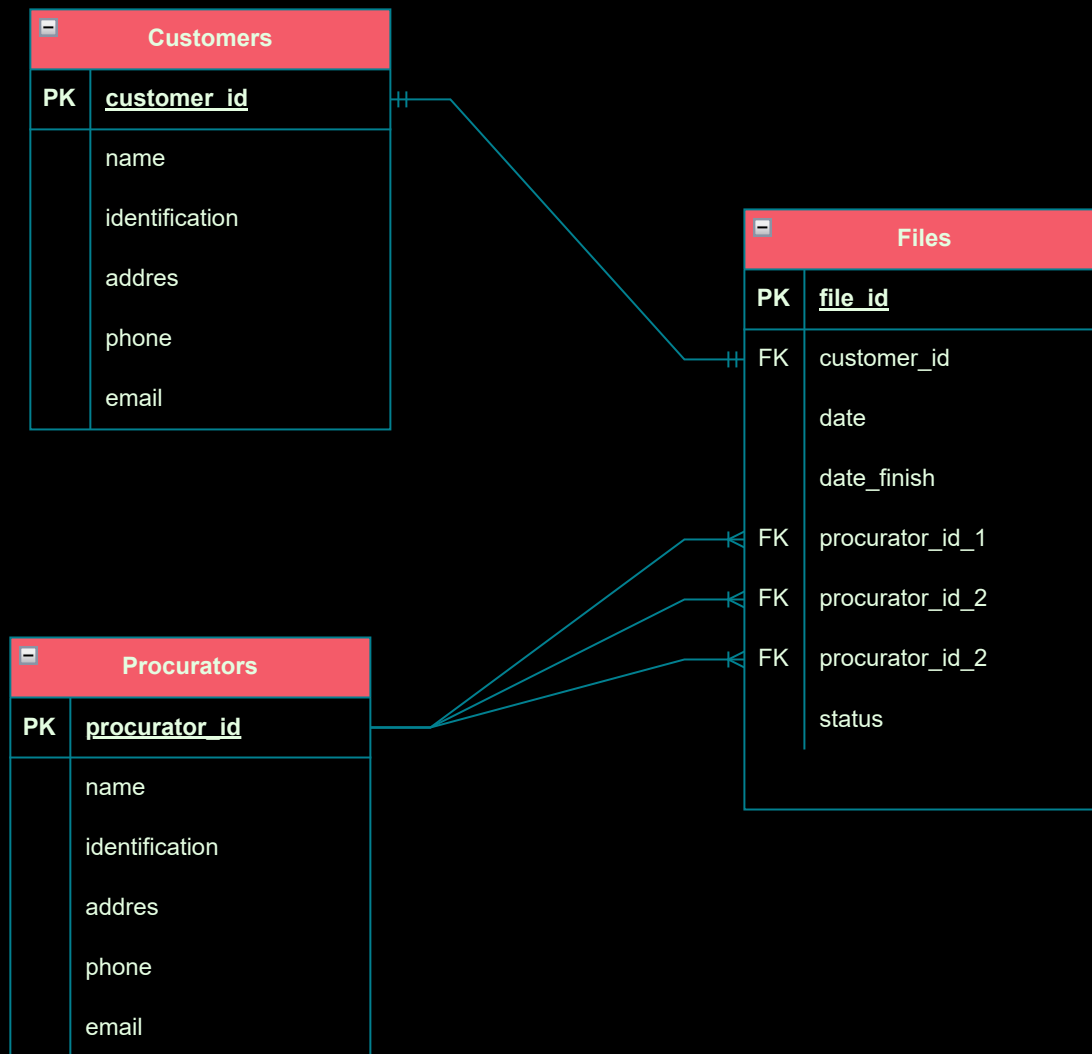 Customers
PK customer_id
name
identification
addres
phone
email
Files
PK file_id
FK customer_id
date
date_finish
FK procurator_id_1
FK procurator_id_2
FK procurator_id_2
status
Procurators
PK procurator_id
name
identification
addres
phone
email